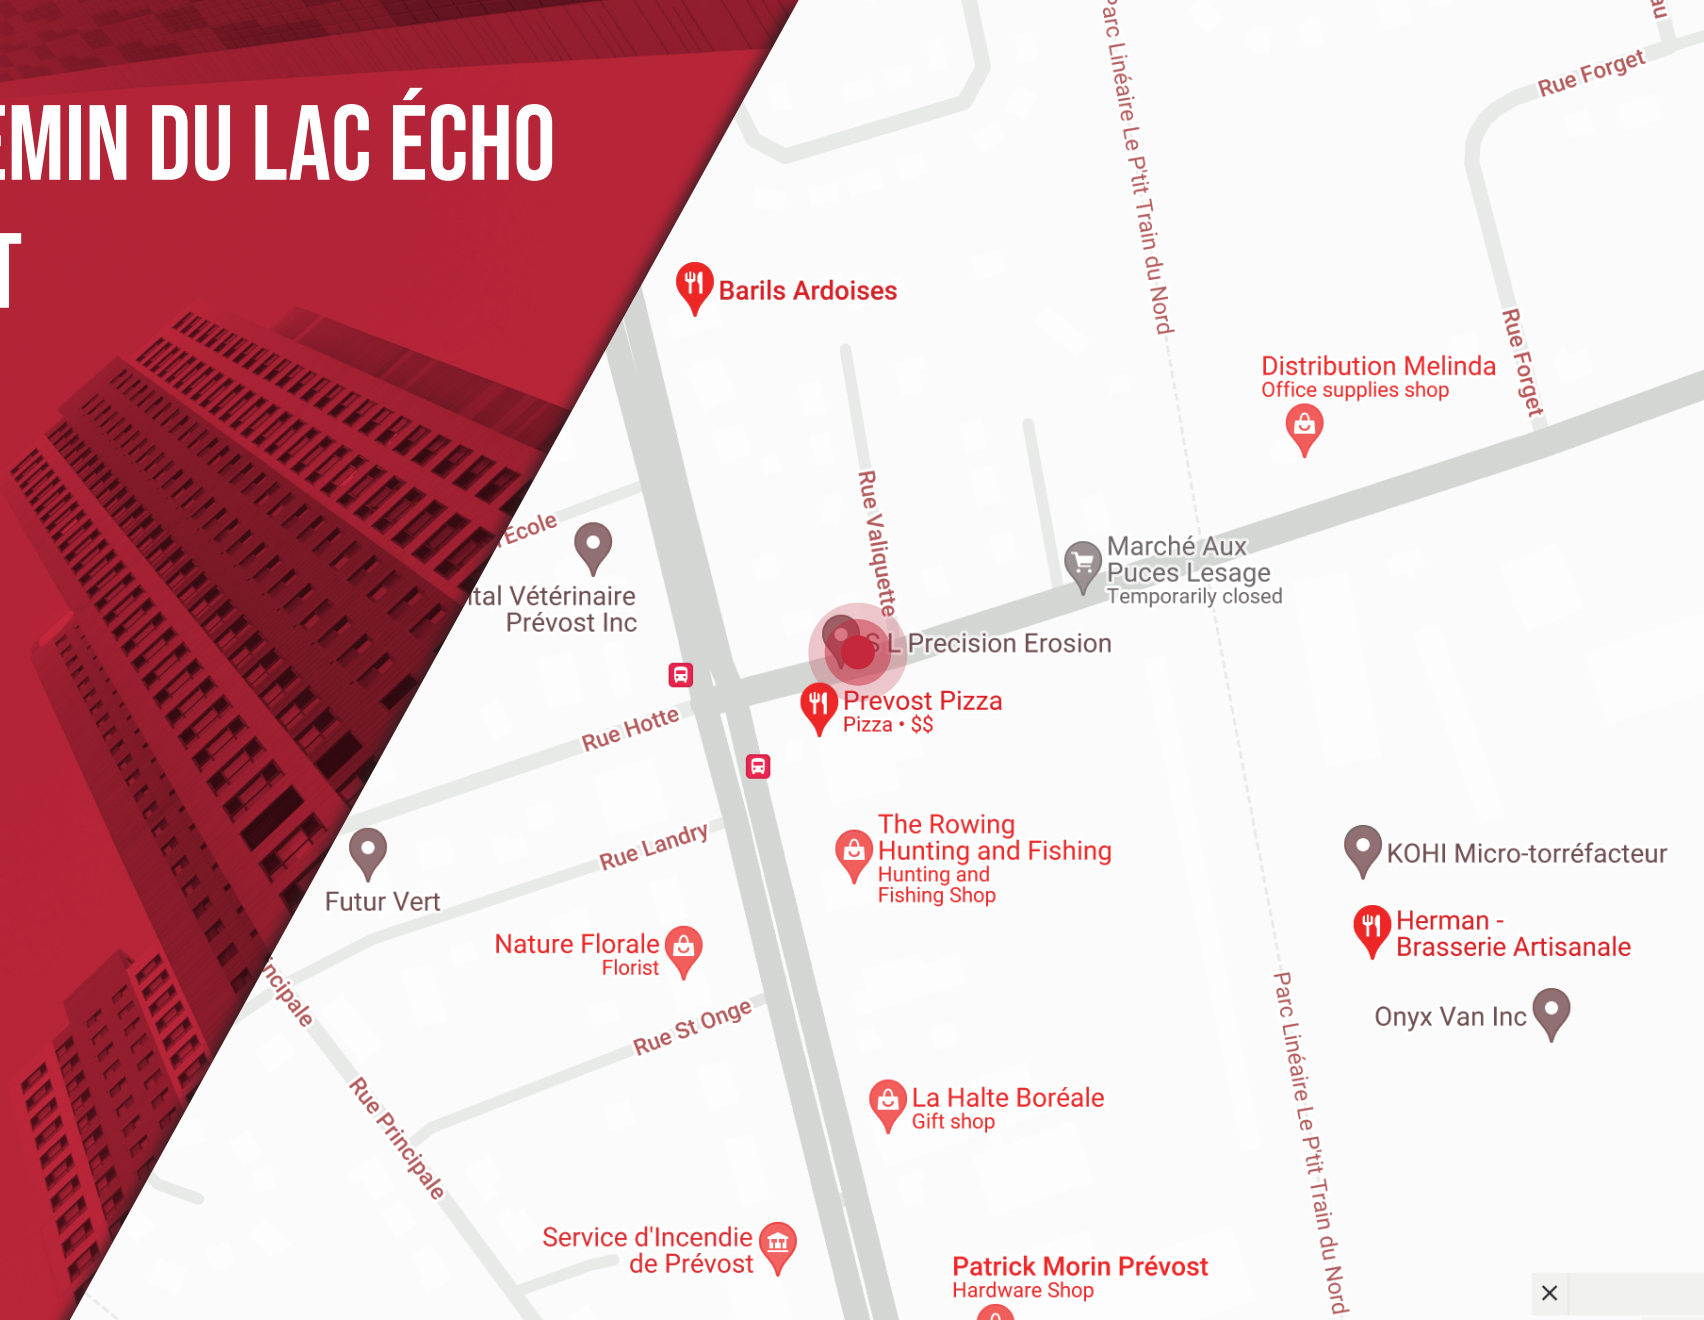 EMIN DU LAC ÉCHO
T
Parc Linéaire Le P'tit Train du Nord
au
Rue Forget
Barils Ardoises
Rue Forget
Distribution Melinda
Office supplies shop
Rue Valiquette
École
Marché Aux
Puces Lesage
Temporarily closed
tal Vétérinaire
Prévost Inc
S L Precision Erosion
Prevost Pizza
Pizza • $$
Rue Hotte
The Rowing
Hunting and Fishing
Hunting and
Fishing Shop
Rue Landry
KOHI Micro-torréfacteur
Futur Vert
Herman -
Brasserie Artisanale
Nature Florale
Florist
ncipale
Rue St Onge
Onyx Van Inc
Parc Linéaire Le P'tit Train du Nord
Rue Principale
La Halte Boréale
Gift shop
Service d'Incendie
de Prévost
Patrick Morin Prévost
Hardware Shop